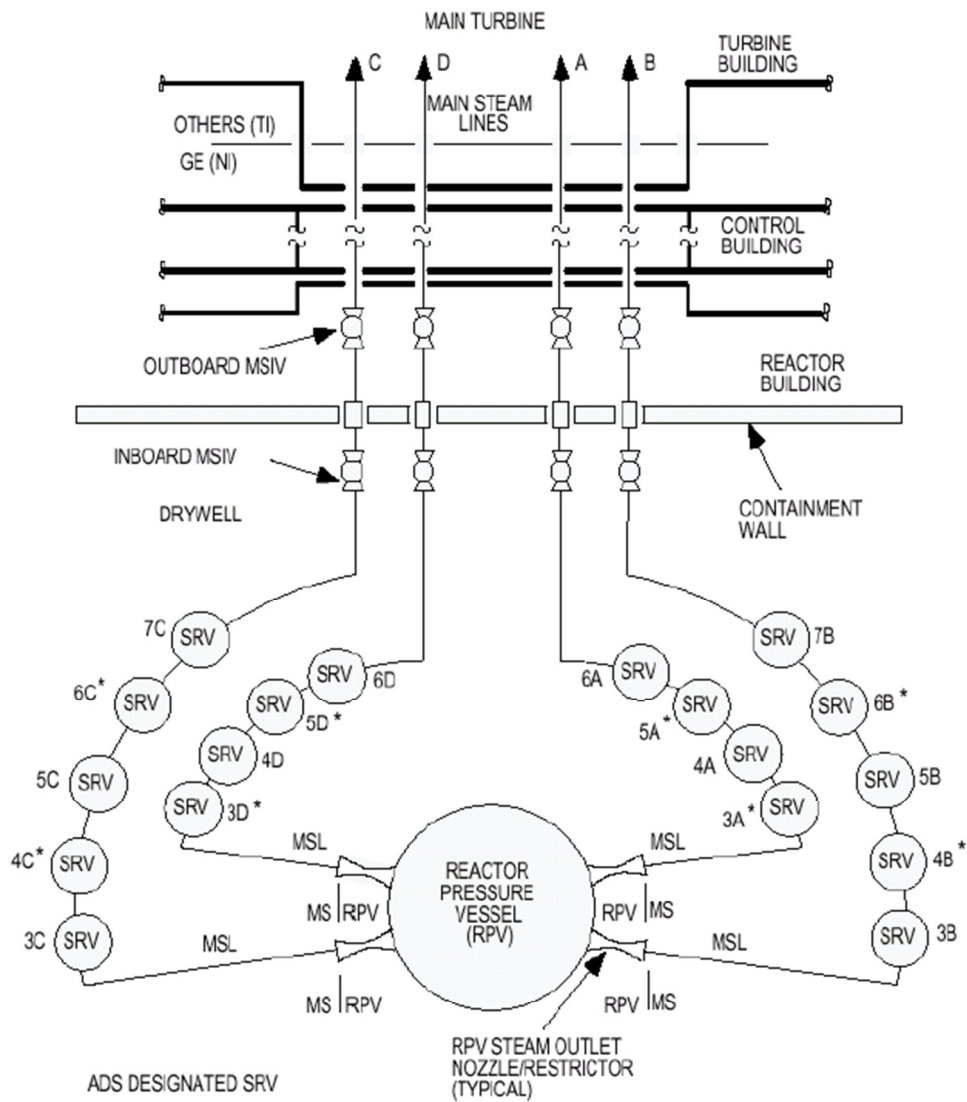 MAIN TURBINE
C
D
A
B
TURBINE
BUILDING
MAIN STEAM
LINES
OTHERS (TI)
GE (NI)
CONTROL
BUILDING
OUTBOARD MSIV
REACTOR
BUILDING
INBOARD MSIV
DRYWELL
CONTAINMENT
WALL
7C
SRV
SRV
7B
6C*
SRV
SRV
6D
6A
SRV
SRV
6B*
SRV
5D*
5A*
SRV
5C
SRV
SRV
4D
4A
SRV
SRV
5B
SRV
3D*
3A*
SRV
4C*
SRV
MSL
MSL
SRV
4B*
REACTOR
PRESSURE
VESSEL
(RPV)
MS
RPV
RPV
MS
3C
SRV
MSL
MSL
SRV
3B
MS
RPV
RPV
MS
RPV STEAM OUTLET
NOZZLE/RESTRICTOR
(TYPICAL)
ADS DESIGNATED SRV